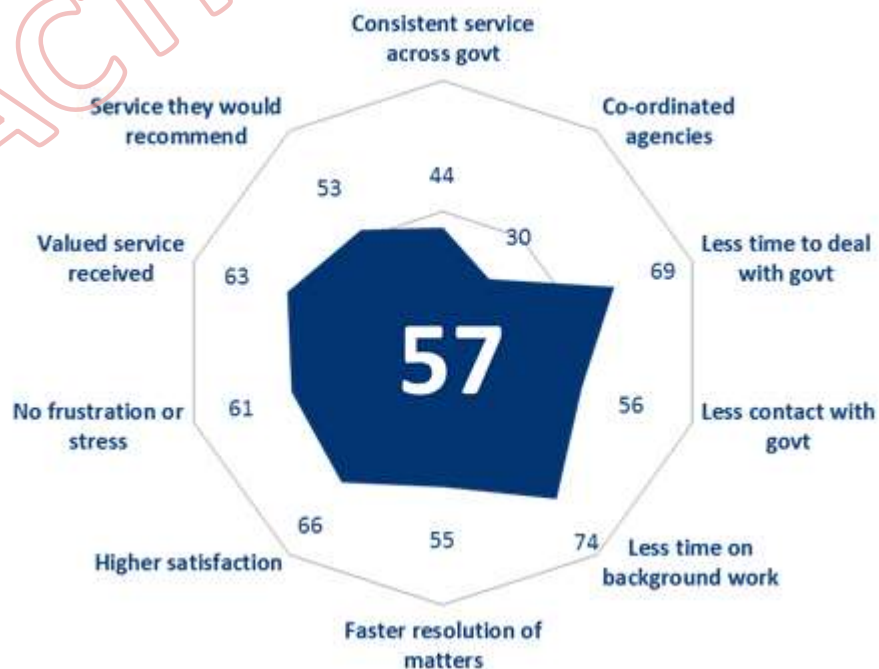 Consistent service
across govt
Co-ordinated
agencies
Less time to deal
with govt
Less contact with
govt
Less time on
background work
Faster resolution of
matters
Higher satisfaction
No frustration or
stress
Valued service
received
Service they would
recommend
44
30
69
56
74
55
66
61
63
53
57